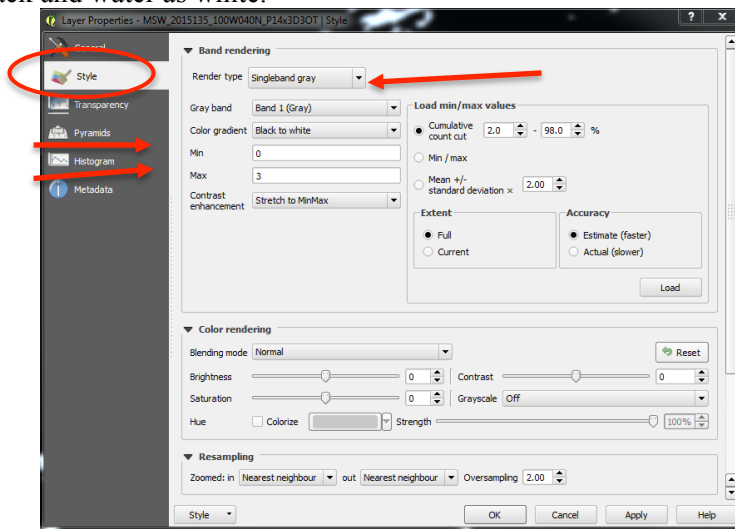 ack and water as white.
Layer Properties - MSW_2015135_100W040N_P14x3D3OT | Style
General
Style
Transparency
Pyramids
Histogram
Metadata
Band rendering
Render type Singleband gray
Gray band Band 1 (Gray)
Color gradient Black to white
Min 0
Max 3
Contrast enhancement Stretch to MinMax
Load min/max values
Cumulative count cut 2.0 - 98.0 %
Min / max
Mean +/- standard deviation × 2.00
Extent
Full
Current
Accuracy
Estimate (faster)
Actual (slower)
Load
Color rendering
Blending mode Normal
Reset
Brightness 0 Contrast 0
Saturation 0 Grayscale Off
Hue Colorize Strength 100%
Resampling
Zoomed: in Nearest neighbour out Nearest neighbour Oversampling 2.00
Style OK Cancel Apply Help